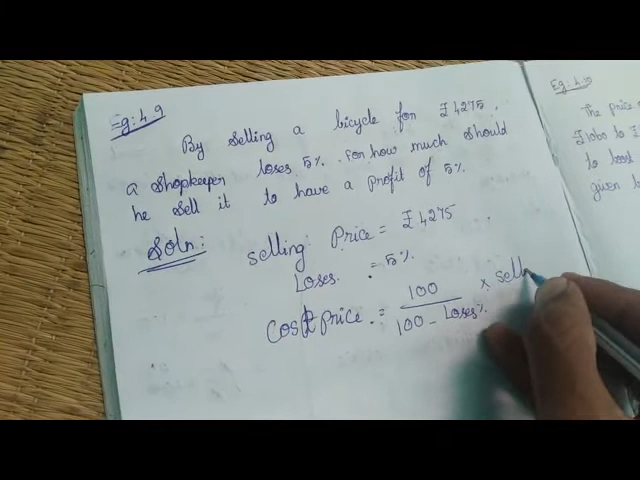 Eg: 4.9
By selling a bicycle for ₹4275,
a shopkeeper loses 5%. For how much should
he sell it to have a profit of 5%.
Soln:
selling: Price = ₹4275
Loses. = 5%
Cost price. = 100 / 100 - Loses% × sell
Eg: 4.10
The price
₹1060 to ₹
to
given